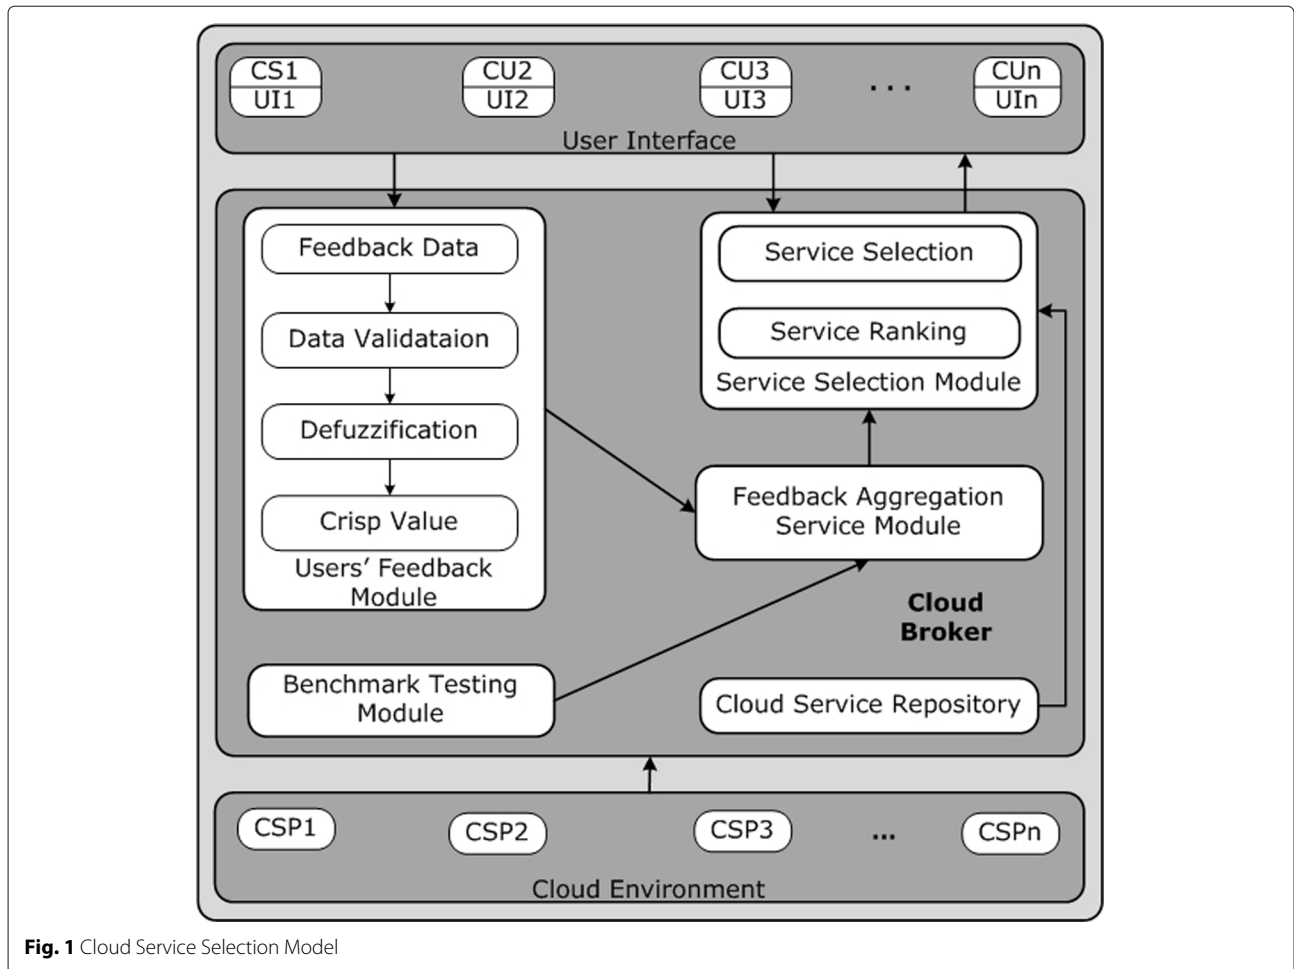 CS1
UI1
CU2
UI2
CU3
UI3
. . .
CUn
UIn
User Interface
Feedback Data
Data Validataion
Defuzzification
Crisp Value
Users’ Feedback
Module
Service Selection
Service Ranking
Service Selection Module
Feedback Aggregation
Service Module
Cloud
Broker
Benchmark Testing
Module
Cloud Service Repository
CSP1
CSP2
CSP3
...
CSPn
Cloud Environment
Fig. 1 Cloud Service Selection Model